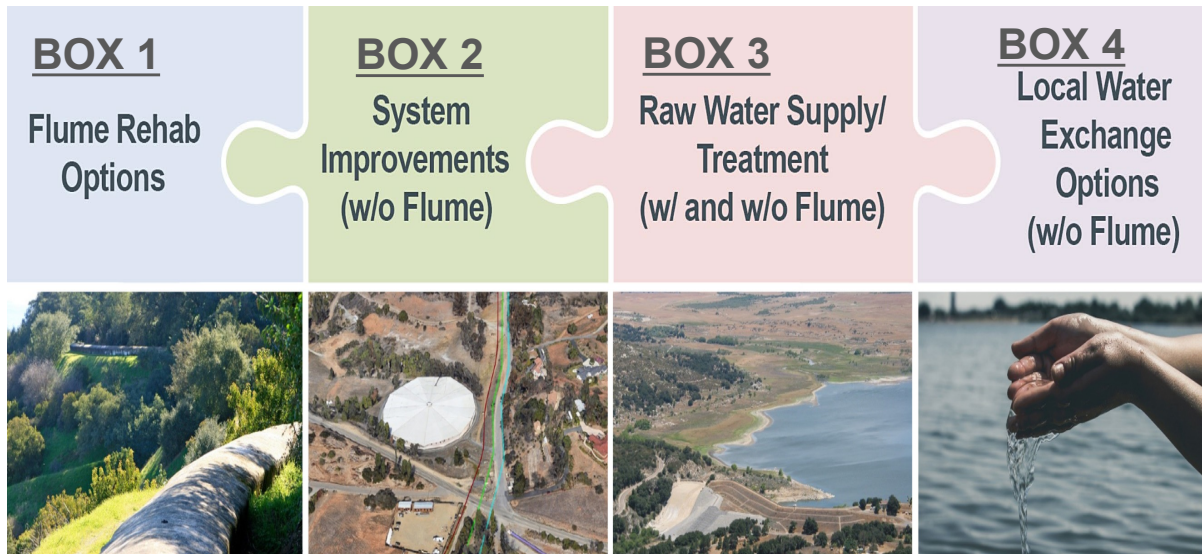 BOX 1
Flume Rehab
Options
BOX 2
System
Improvements
(w/o Flume)
BOX 3
Raw Water Supply/
Treatment
(w/ and w/o Flume)
BOX 4
Local Water
Exchange
Options
(w/o Flume)